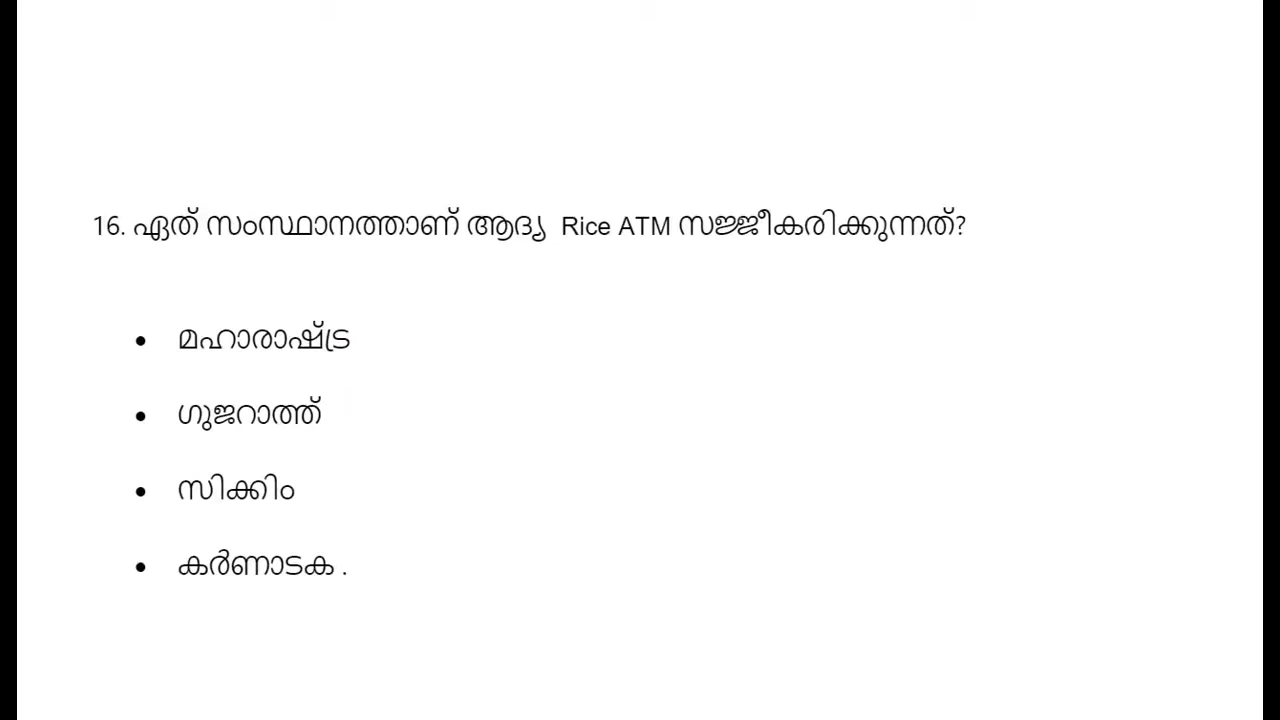 16. ഏത് സംസ്ഥാനത്താണ് ആദ്യ Rice ATM സജ്ജീകരിക്കുന്നത്?
• മഹാരാഷ്ട്ര
• ഗുജറാത്ത്
• സിക്കിം
• കർണാടക .